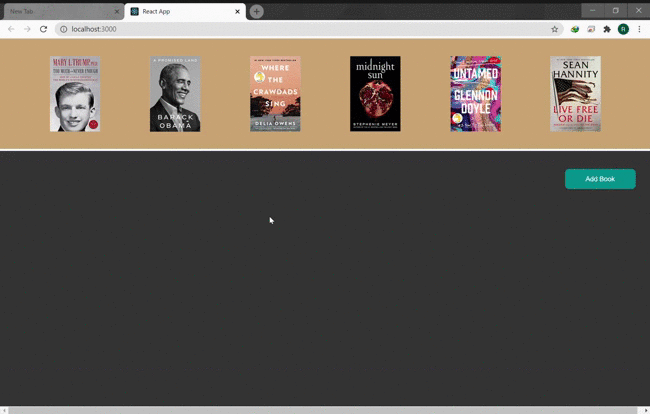 New Tab
React App
localhost:3000
R
MARY L. TRUMP, PH.D.
TOO MUCH and NEVER ENOUGH
A PROMISED LAND
BARACK
OBAMA
WHERE
THE
CRAWDADS
SING
DELIA OWENS
midnight
sun
STEPHENIE MEYER
UNTAMED
GLENNON
DOYLE
SEAN
HANNITY
LIVE FREE
OR DIE
Add Book